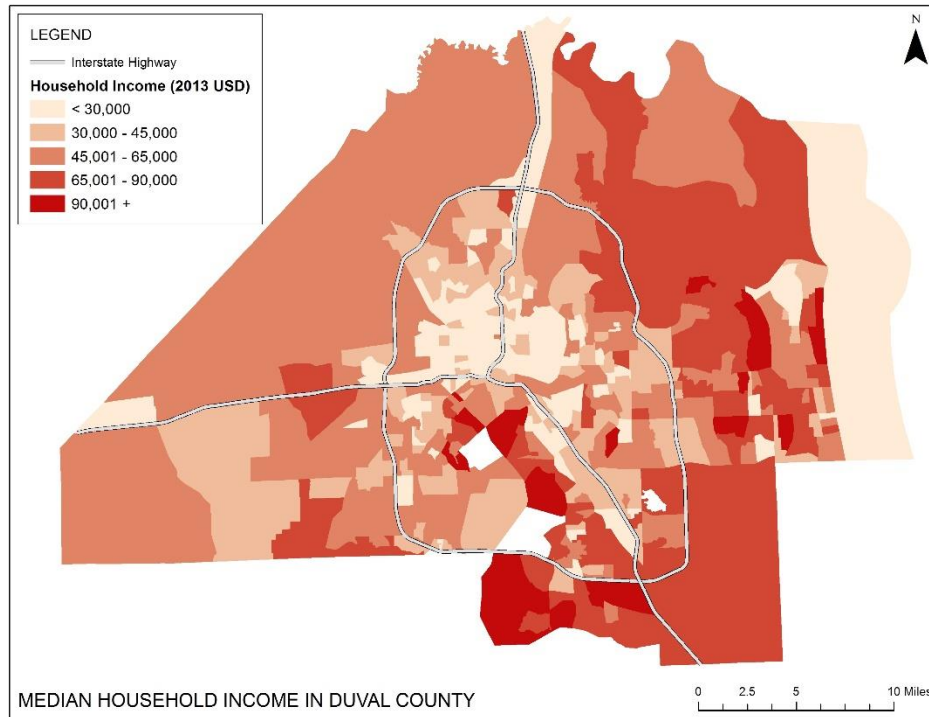 LEGEND
Interstate Highway
Household Income (2013 USD)
< 30,000
30,000 - 45,000
45,001 - 65,000
65,001 - 90,000
90,001 +
N
MEDIAN HOUSEHOLD INCOME IN DUVAL COUNTY
0 2.5 5 10 Miles